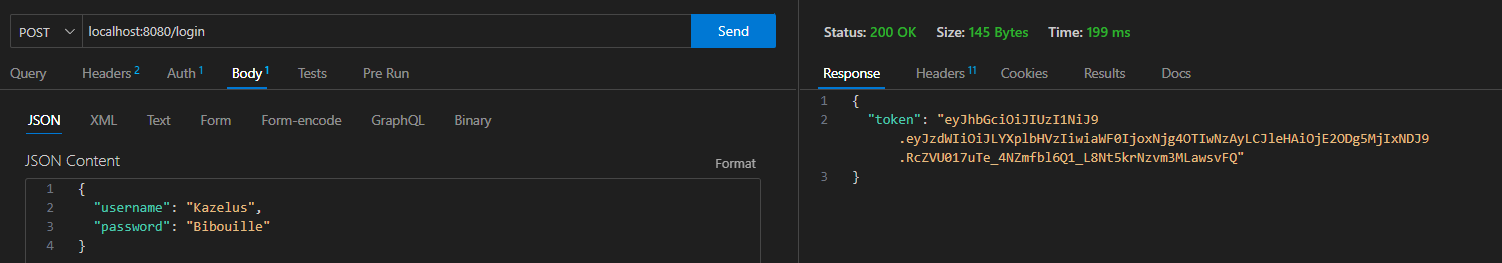 POST localhost:8080/login Send
Query Headers 2 Auth 1 Body 1 Tests Pre Run
JSON XML Text Form Form-encode GraphQL Binary
JSON Content Format
1 {
2 "username": "Kazelus",
3 "password": "Bibouille"
4 }
Status: 200 OK Size: 145 Bytes Time: 199 ms
Response Headers 11 Cookies Results Docs
1 {
2 "token": "eyJhbGciOiJIUzI1NiJ9
.eyJzdWIiOiJLYXplbHVzIiwiaWF0IjoxNjg4OTIwNzAyLCJleHAiOjE2ODg5MjIxNDJ9
.RcZVU017uTe_4NZmfbl6Q1_L8Nt5krNzvm3MLawsvFQ"
3 }